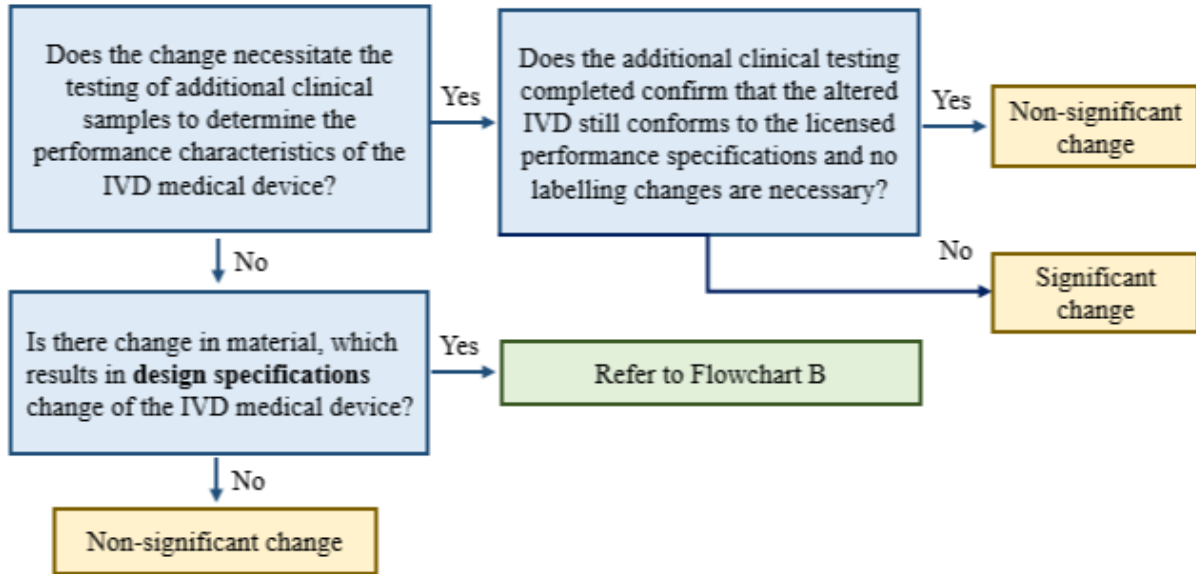 Does the change necessitate the
testing of additional clinical
samples to determine the
performance characteristics of the
IVD medical device?
Yes
Does the additional clinical testing
completed confirm that the altered
IVD still conforms to the licensed
performance specifications and no
labelling changes are necessary?
Yes
Non-significant
change
No
No
Significant
change
Is there change in material, which
results in design specifications
change of the IVD medical device?
Yes
Refer to Flowchart B
No
Non-significant change